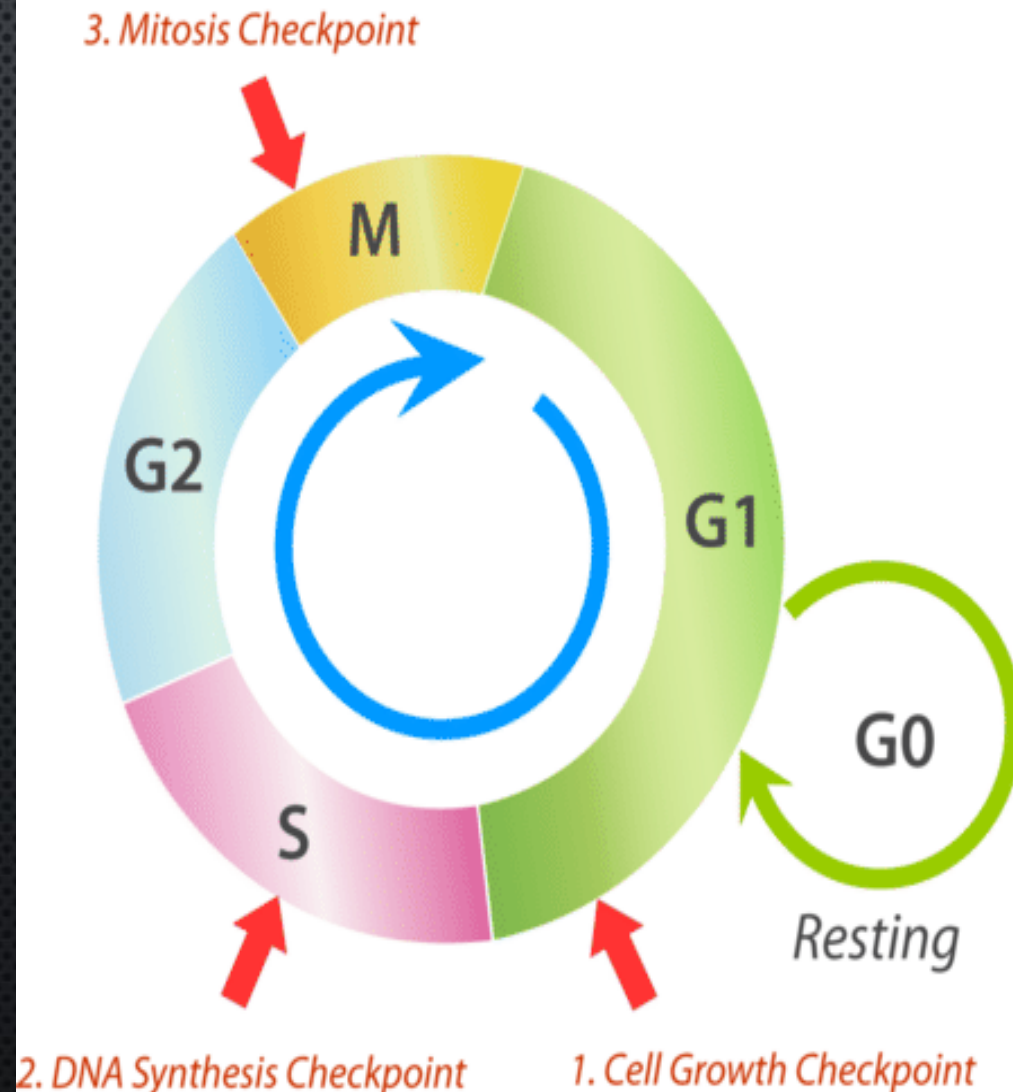 3. Mitosis Checkpoint
M
G2
G1
G0
S
Resting
2. DNA Synthesis Checkpoint
1. Cell Growth Checkpoint